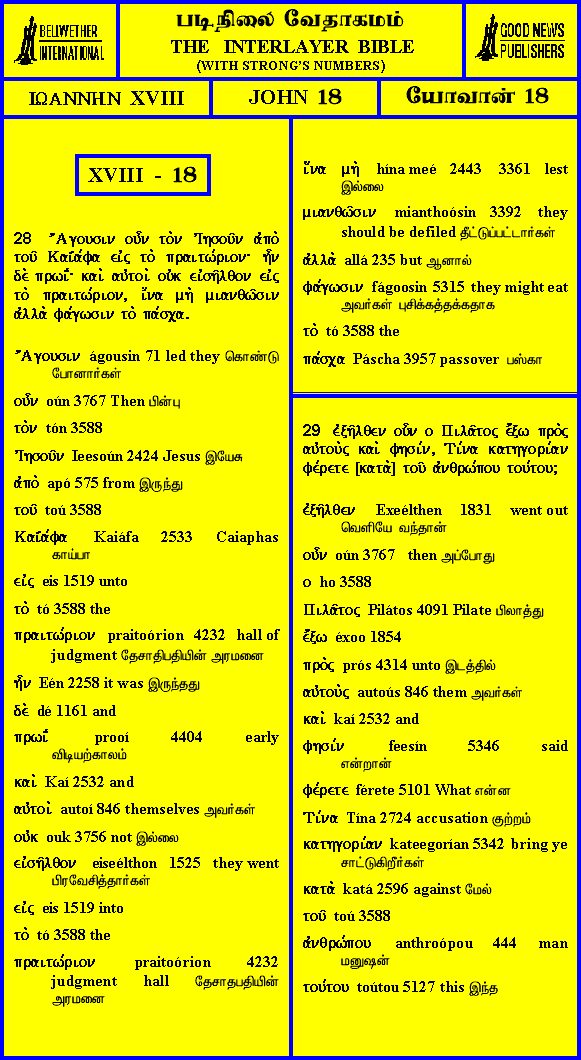 BELLWETHER
INTERNATIONAL
படிநிலை வேதாகமம்
THE INTERLAYER BIBLE
(WITH STRONG'S NUMBERS)
GOOD NEWS
PUBLISHERS
ΙΩΑΝΝΗΝ XVIII
JOHN 18
யோவான் 18
XVIII - 18
28 Ἄγουσιν οὖν τὸν Ἰησοῦν ἀπὸ
τοῦ Καϊάφα εἰς τὸ πραιτώριον· ἦν
δὲ πρωΐ· καὶ αὐτοὶ οὐκ εἰσῆλθον εἰς
τὸ πραιτώριον, ἵνα μὴ μιανθῶσιν
ἀλλὰ φάγωσιν τὸ πάσχα.
Ἄγουσιν ágousin 71 led they கொண்டு
போனார்கள்
οὖν oún 3767 Then பின்பு
τὸν tón 3588
Ἰησοῦν Ieesoún 2424 Jesus இயேசு
ἀπὸ apó 575 from இருந்து
τοῦ toú 3588
Καϊάφα Kaiáfa 2533 Caiaphas
காய்பா
εἰς eis 1519 unto
τὸ tó 3588 the
πραιτώριον praitoórion 4232 hall of
judgment தேசாதிபதியின் அரமனை
ἦν Eén 2258 it was இருந்தது
δὲ dé 1161 and
πρωΐ prooí 4404 early
விடியற்காலம்
καὶ Kaí 2532 and
αὐτοὶ autoí 846 themselves அவர்கள்
οὐκ ouk 3756 not இல்லை
εἰσῆλθον eiseélthon 1525 they went
பிரவேசித்தார்கள்
εἰς eis 1519 into
τὸ tó 3588 the
πραιτώριον praitoórion 4232
judgment hall தேசாதபதியின்
அரமனை
ἵνα μὴ hína meé 2443 3361 lest
இல்லை
μιανθῶσιν mianthoósin 3392 they
should be defiled தீட்டுப்பட்டார்கள்
ἀλλὰ allá 235 but ஆனால்
φάγωσιν fágoosin 5315 they might eat
அவர்கள் புசிக்கத்தக்கதாக
τὸ tó 3588 the
πάσχα Páscha 3957 passover பஸ்கா
29 ἐξῆλθεν οὖν ο Πιλᾶτος ἔξω πρὸς
αὐτοὺς καὶ φησίν, Τίνα κατηγορίαν
φέρετε [κατὰ] τοῦ ἀνθρώπου τούτου;
ἐξῆλθεν Exeélthen 1831 went out
வெளியே வந்தான்
οὖν oún 3767 then அப்போது
ο ho 3588
Πιλᾶτος Pilátos 4091 Pilate பிலாத்து
ἔξω éxoo 1854
πρὸς prós 4314 unto இடத்தில்
αὐτοὺς autoús 846 them அவர்கள்
καὶ kaí 2532 and
φησίν feesín 5346 said
என்றான்
φέρετε férete 5101 What என்ன
Τίνα Tína 2724 accusation குற்றம்
κατηγορίαν kateegorían 5342 bring ye
சாட்டுகிறீர்கள்
κατὰ katá 2596 against மேல்
τοῦ toú 3588
ἀνθρώπου anthroópou 444 man
மனுஷன்
τούτου toútou 5127 this இந்த